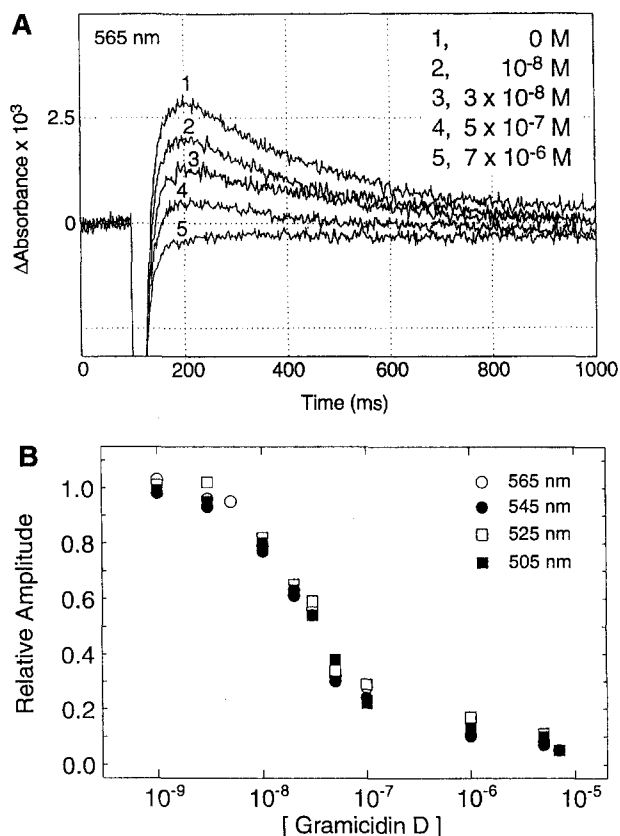 A
565 nm
1, 0 M
2, 10⁻⁸ M
3, 3 x 10⁻⁸ M
4, 5 x 10⁻⁷ M
5, 7 x 10⁻⁶ M
1
2
3
4
5
2.5
0
ΔAbsorbance x 10³
0 200 400 600 800 1000
Time (ms)
B
565 nm
545 nm
525 nm
505 nm
1.0
0.8
0.6
0.4
0.2
0.0
Relative Amplitude
10⁻⁹ 10⁻⁸ 10⁻⁷ 10⁻⁶ 10⁻⁵
[ Gramicidin D ]